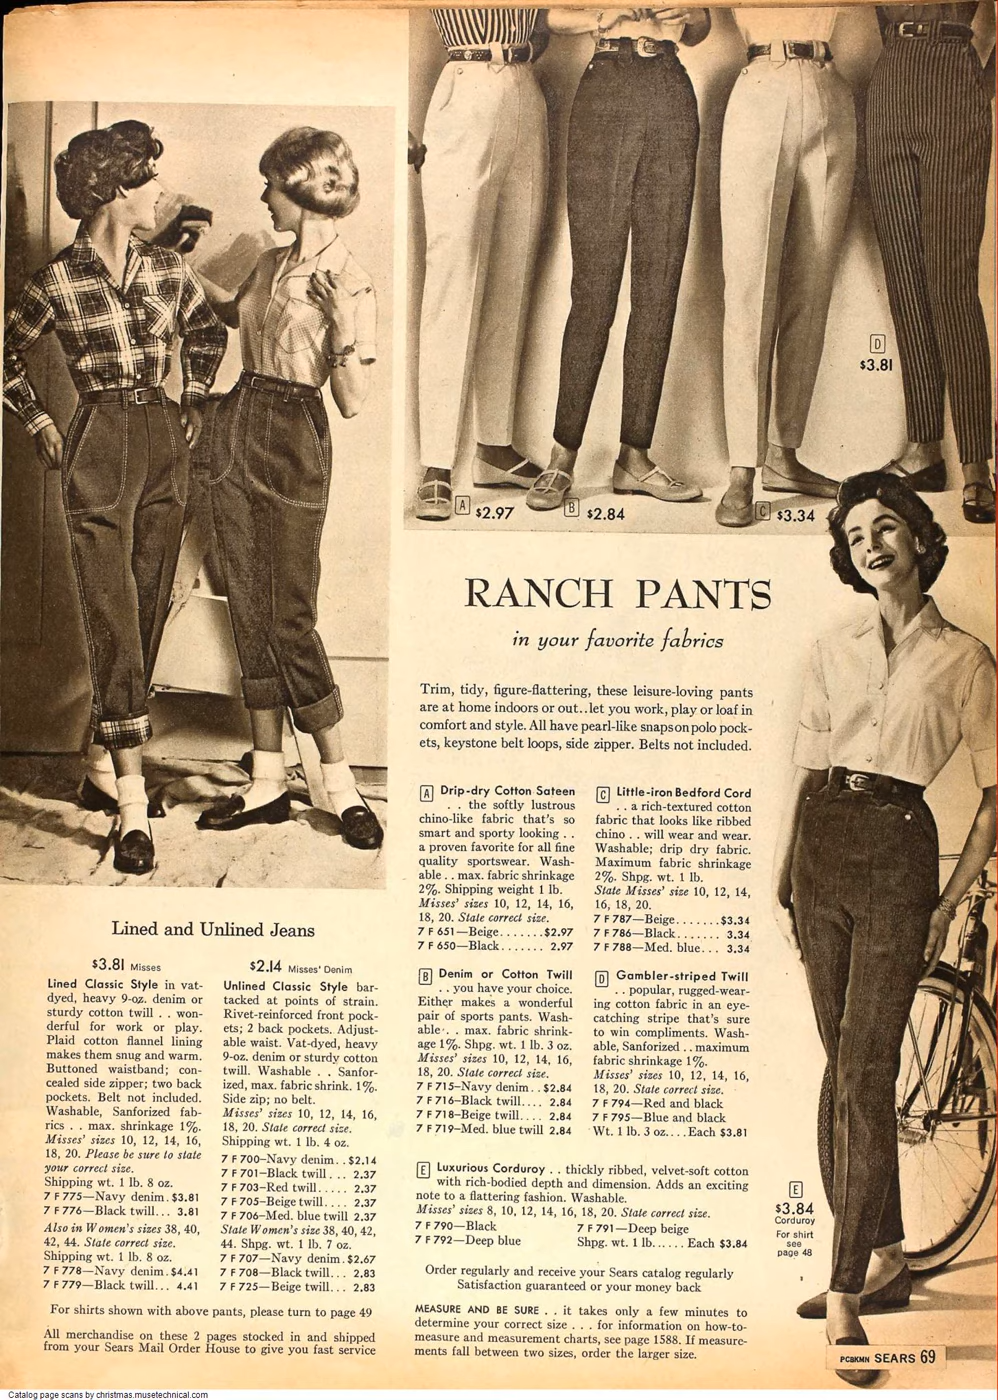 A $2.97
B $2.84
C $3.34
D
$3.81
RANCH PANTS
in your favorite fabrics
Trim, tidy, figure-flattering, these leisure-loving pants
are at home indoors or out..let you work, play or loaf in
comfort and style. All have pearl-like snaps on polo pock-
ets, keystone belt loops, side zipper. Belts not included.
A Drip-dry Cotton Sateen
. . the softly lustrous
chino-like fabric that's so
smart and sporty looking . .
a proven favorite for all fine
quality sportswear. Wash-
able . . max. fabric shrinkage
2%. Shipping weight 1 lb.
Misses' sizes 10, 12, 14, 16,
18, 20. State correct size.
7 F 651—Beige.......$2.97
7 F 650—Black....... 2.97
B Denim or Cotton Twill
. . you have your choice.
Either makes a wonderful
pair of sports pants. Wash-
able . . max. fabric shrink-
age 1%. Shpg. wt. 1 lb. 3 oz.
Misses' sizes 10, 12, 14, 16,
18, 20. State correct size.
7 F 715—Navy denim..$2.84
7 F 716—Black twill.... 2.84
7 F 718—Beige twill.... 2.84
7 F 719—Med. blue twill 2.84
C Little-iron Bedford Cord
. . a rich-textured cotton
fabric that looks like ribbed
chino . . will wear and wear.
Washable; drip dry fabric.
Maximum fabric shrinkage
2%. Shpg. wt. 1 lb.
State Misses' size 10, 12, 14,
16, 18, 20.
7 F 787—Beige.......$3.34
7 F 786—Black....... 3.34
7 F 788—Med. blue... 3.34
D Gambler-striped Twill
. . popular, rugged-wear-
ing cotton fabric in an eye-
catching stripe that's sure
to win compliments. Wash-
able, Sanforized . . maximum
fabric shrinkage 1%.
Misses' sizes 10, 12, 14, 16,
18, 20. State correct size.
7 F 794—Red and black
7 F 795—Blue and black
Wt. 1 lb. 3 oz....Each $3.81
E Luxurious Corduroy . . thickly ribbed, velvet-soft cotton
with rich-bodied depth and dimension. Adds an exciting
note to a flattering fashion. Washable.
Misses' sizes 8, 10, 12, 14, 16, 18, 20. State correct size.
7 F 790—Black 7 F 791—Deep beige
7 F 792—Deep blue Shpg. wt. 1 lb......Each $3.84
Order regularly and receive your Sears catalog regularly
Satisfaction guaranteed or your money back
MEASURE AND BE SURE . . it takes only a few minutes to
determine your correct size . . . for information on how-to-
measure and measurement charts, see page 1588. If measure-
ments fall between two sizes, order the larger size.
E
$3.84
Corduroy
For shirt
see
page 48
Lined and Unlined Jeans
$3.81 Misses
Lined Classic Style in vat-
dyed, heavy 9-oz. denim or
sturdy cotton twill . . won-
derful for work or play.
Plaid cotton flannel lining
makes them snug and warm.
Buttoned waistband; con-
cealed side zipper; two back
pockets. Belt not included.
Washable, Sanforized fab-
rics . . max. shrinkage 1%.
Misses' sizes 10, 12, 14, 16,
18, 20. Please be sure to state
your correct size.
Shipping wt. 1 lb. 8 oz.
7 F 775—Navy denim.$3.81
7 F 776—Black twill... 3.81
Also in Women's sizes 38, 40,
42, 44. State correct size.
Shipping wt. 1 lb. 8 oz.
7 F 778—Navy denim.$4.41
7 F 779—Black twill... 4.41
$2.14 Misses' Denim
Unlined Classic Style bar-
tacked at points of strain.
Rivet-reinforced front pock-
ets; 2 back pockets. Adjust-
able waist. Vat-dyed, heavy
9-oz. denim or sturdy cotton
twill. Washable . . Sanfor-
ized, max. fabric shrink. 1%.
Side zip; no belt.
Misses' sizes 10, 12, 14, 16,
18, 20. State correct size.
Shipping wt. 1 lb. 4 oz.
7 F 700—Navy denim..$2.14
7 F 701—Black twill... 2.37
7 F 703—Red twill..... 2.37
7 F 705—Beige twill.... 2.37
7 F 706—Med. blue twill 2.37
State Women's size 38, 40, 42,
44. Shpg. wt. 1 lb. 7 oz.
7 F 707—Navy denim.$2.67
7 F 708—Black twill... 2.83
7 F 725—Beige twill... 2.83
For shirts shown with above pants, please turn to page 49
All merchandise on these 2 pages stocked in and shipped
from your Sears Mail Order House to give you fast service
PCBKMN SEARS 69
Catalog page scans by christmas.musetechnical.com